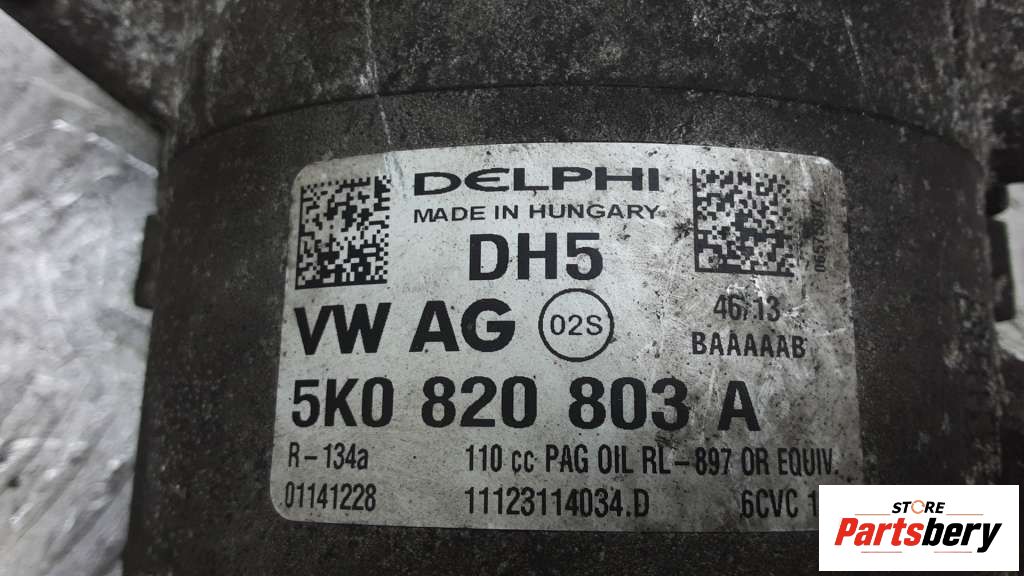 DELPHI
MADE IN HUNGARY
DH5
VW AG 02S
46/13
BAAAAAB
5K0 820 803 A
R-134a 110 cc PAG OIL RL-897 OR EQUIV.
01141228 11123114034.D 6CVC 1
STORE
Partsbery